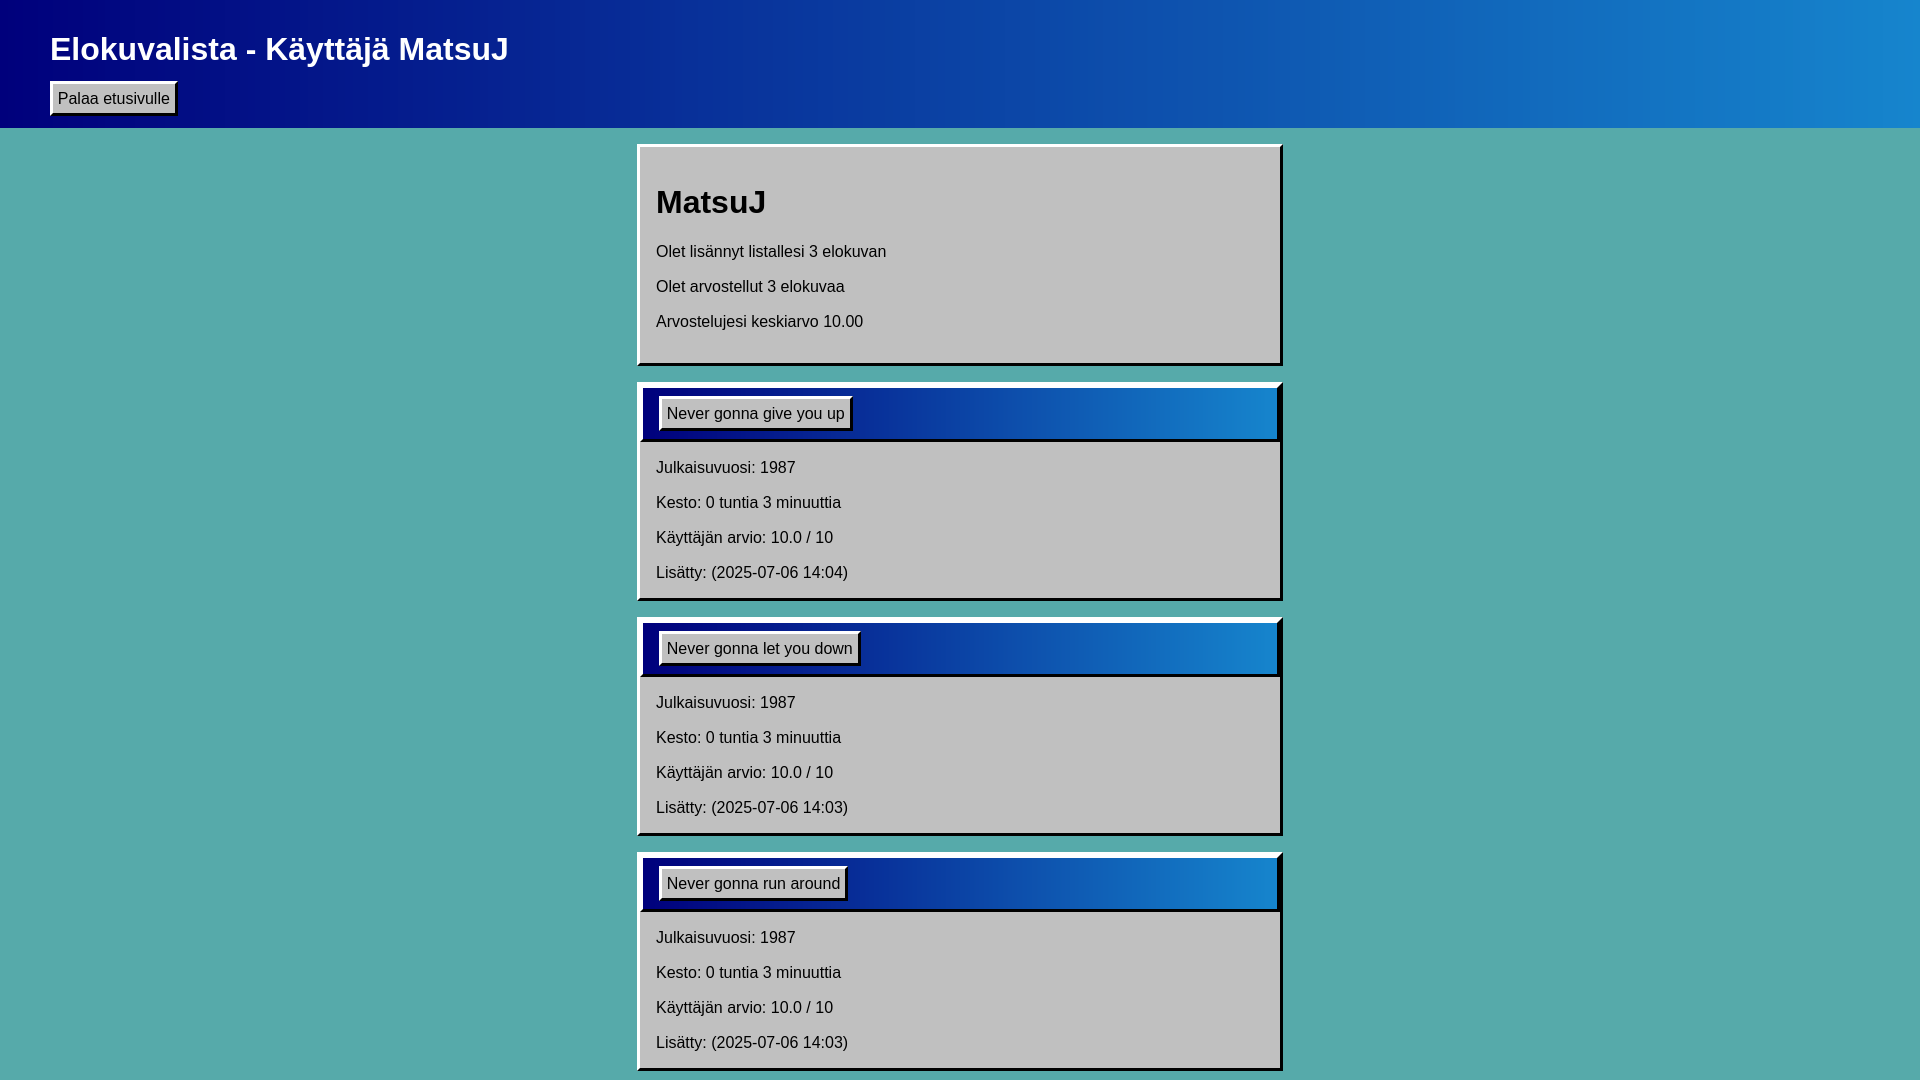 Elokuvalista - Käyttäjä MatsuJ
Palaa etusivulle
MatsuJ
Olet lisännyt listallesi 3 elokuvan
Olet arvostellut 3 elokuvaa
Arvostelujesi keskiarvo 10.00
Never gonna give you up
Julkaisuvuosi: 1987
Kesto: 0 tuntia 3 minuuttia
Käyttäjän arvio: 10.0 / 10
Lisätty: (2025-07-06 14:04)
Never gonna let you down
Julkaisuvuosi: 1987
Kesto: 0 tuntia 3 minuuttia
Käyttäjän arvio: 10.0 / 10
Lisätty: (2025-07-06 14:03)
Never gonna run around
Julkaisuvuosi: 1987
Kesto: 0 tuntia 3 minuuttia
Käyttäjän arvio: 10.0 / 10
Lisätty: (2025-07-06 14:03)